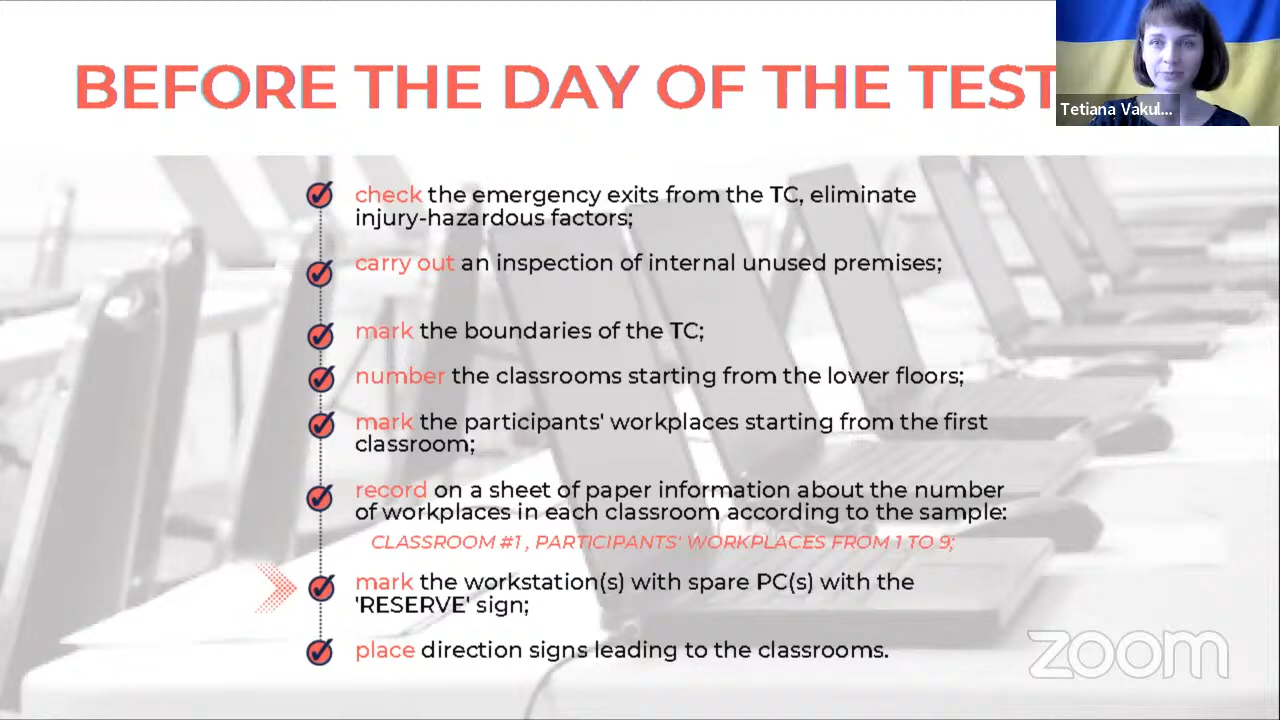 BEFORE THE DAY OF THE TEST
Tetiana Vakul...
check the emergency exits from the TC, eliminate
injury-hazardous factors;
carry out an inspection of internal unused premises;
mark the boundaries of the TC;
number the classrooms starting from the lower floors;
mark the participants' workplaces starting from the first
classroom;
record on a sheet of paper information about the number
of workplaces in each classroom according to the sample:
CLASSROOM #1, PARTICIPANTS' WORKPLACES FROM 1 TO 9;
mark the workstation(s) with spare PC(s) with the
'RESERVE' sign;
place direction signs leading to the classrooms.
zoom